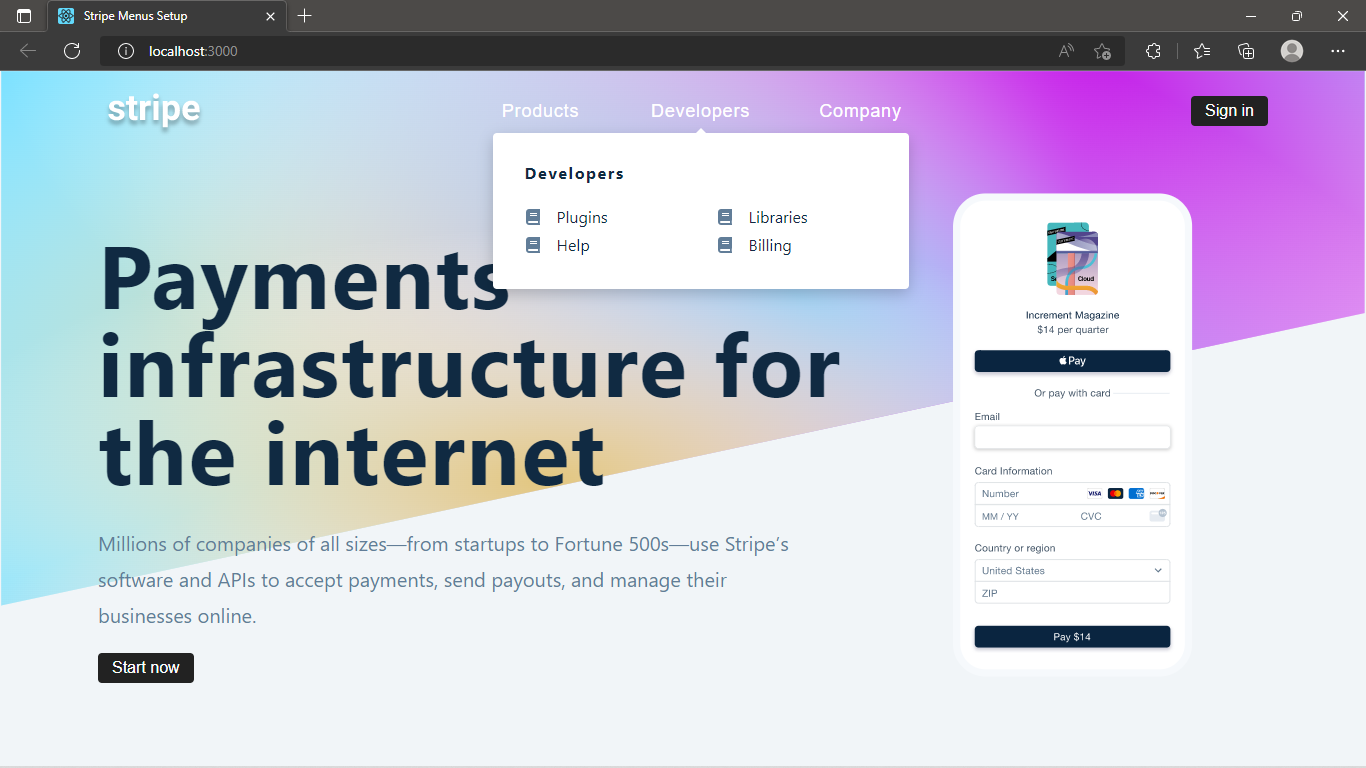 Stripe Menus Setup
localhost:3000
stripe
Products
Developers
Company
Sign in
Developers
Plugins
Libraries
Help
Billing
Payments
infrastructure for
the internet
Millions of companies of all sizes—from startups to Fortune 500s—use Stripe's
software and APIs to accept payments, send payouts, and manage their
businesses online.
Start now
Cloud
Increment Magazine
$14 per quarter
Pay
Or pay with card
Email
Card Information
Number
VISA
MM / YY
CVC
Country or region
United States
ZIP
Pay $14